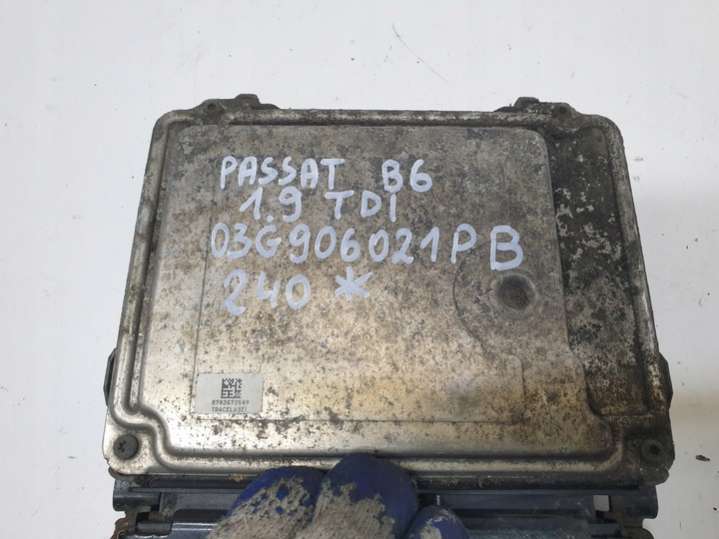 PASSAT B6
1.9 TDI
03G906021PB
240 *